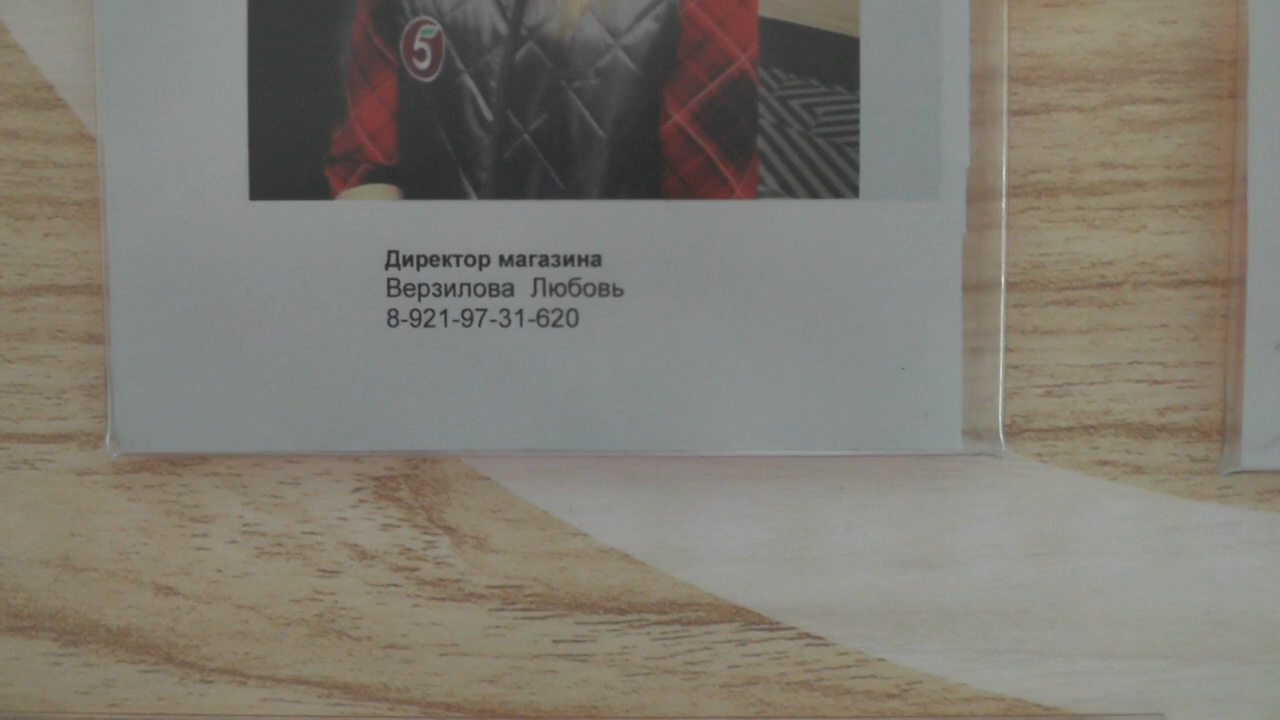 5
Директор магазина
Верзилова Любовь
8-921-97-31-620